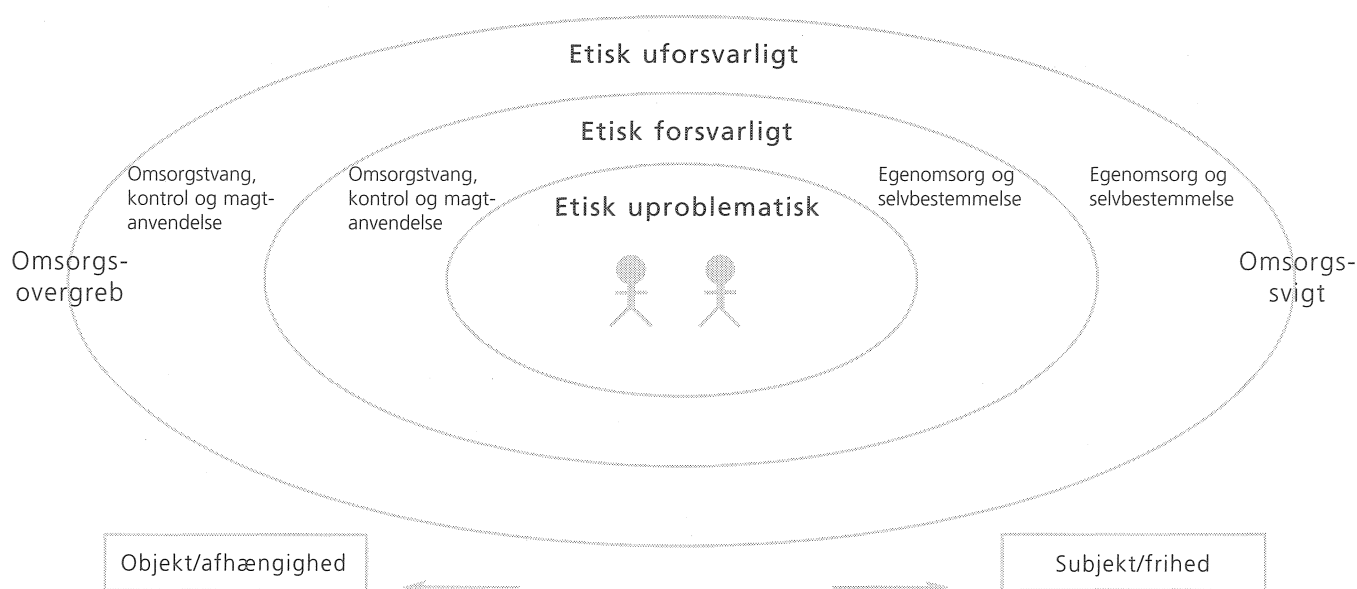 Etisk uforsvarligt
Etisk forsvarligt
Omsorgstvang,
kontrol og magt-
anvendelse
Omsorgstvang,
kontrol og magt-
anvendelse
Etisk uproblematisk
Egenomsorg og
selvbestemmelse
Egenomsorg og
selvbestemmelse
Omsorgs-
overgreb
Omsorgs-
svigt
Objekt/afhængighed
Subjekt/frihed